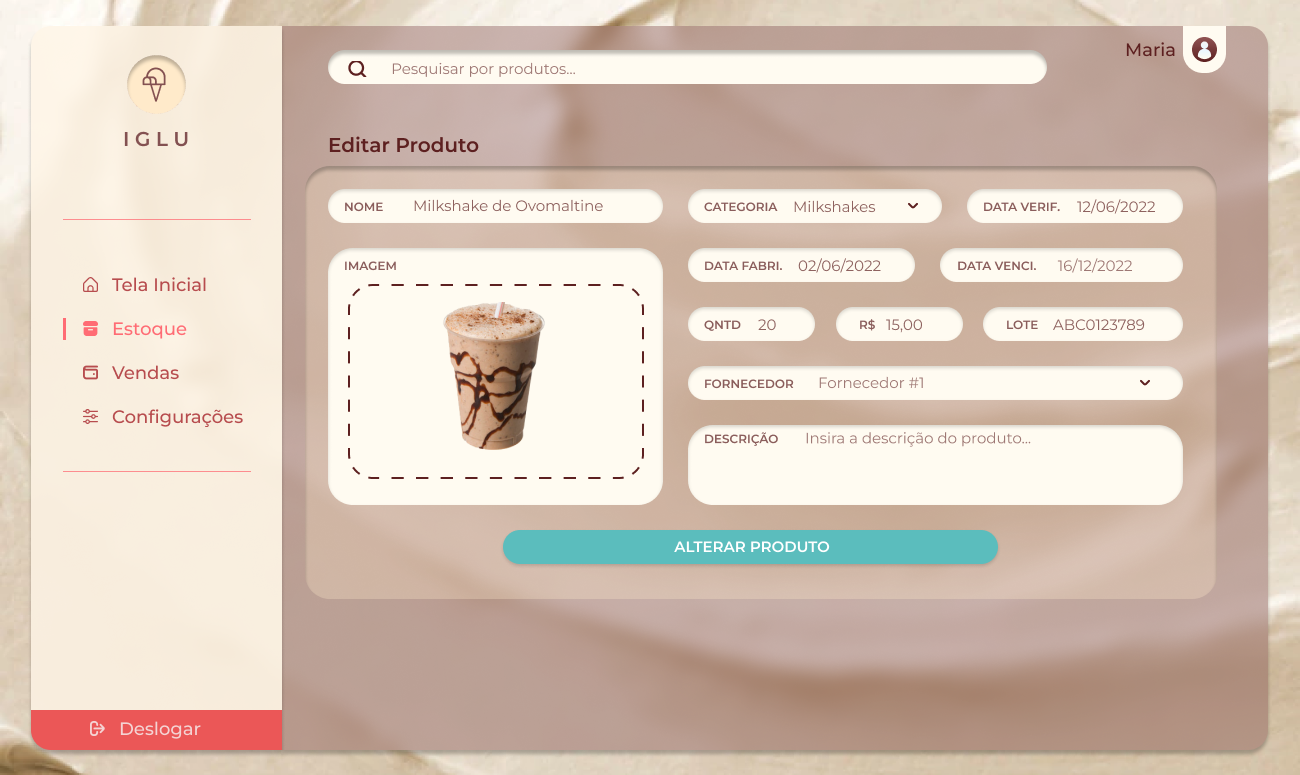 IGLU
Tela Inicial
Estoque
Vendas
Configurações
Deslogar
Pesquisar por produtos...
Maria
Editar Produto
NOME Milkshake de Ovomaltine
CATEGORIA Milkshakes
DATA VERIF. 12/06/2022
IMAGEM
DATA FABRI. 02/06/2022
DATA VENCI. 16/12/2022
QNTD 20
R$ 15,00
LOTE ABC0123789
FORNECEDOR Fornecedor #1
DESCRIÇÃO Insira a descrição do produto...
ALTERAR PRODUTO